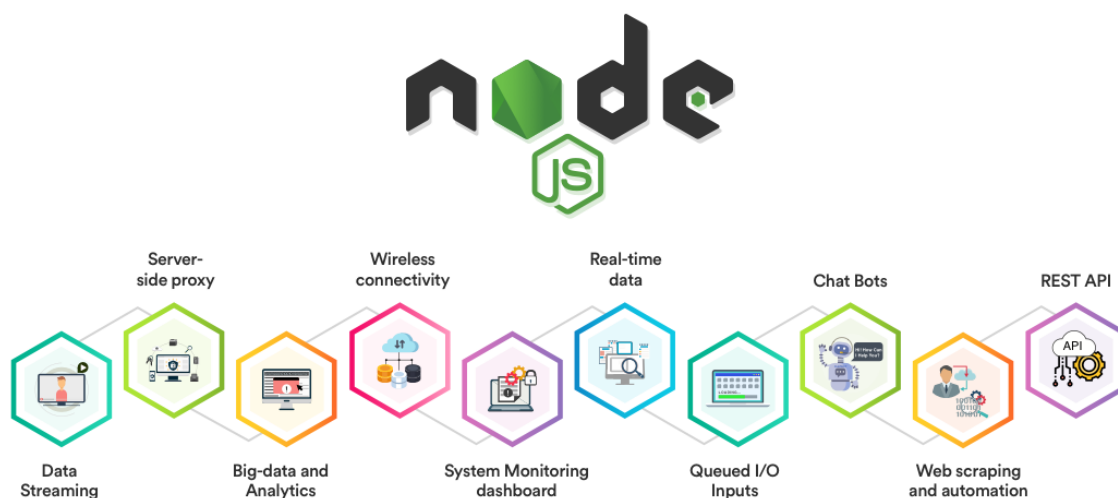 node
JS
Server-
side proxy
Wireless
connectivity
Real-time
data
Chat Bots
REST API
Hi! How Can
I Help You?
API
LOADING...
Data
Streaming
Big-data and
Analytics
System Monitoring
dashboard
Queued I/O
Inputs
Web scraping
and automation